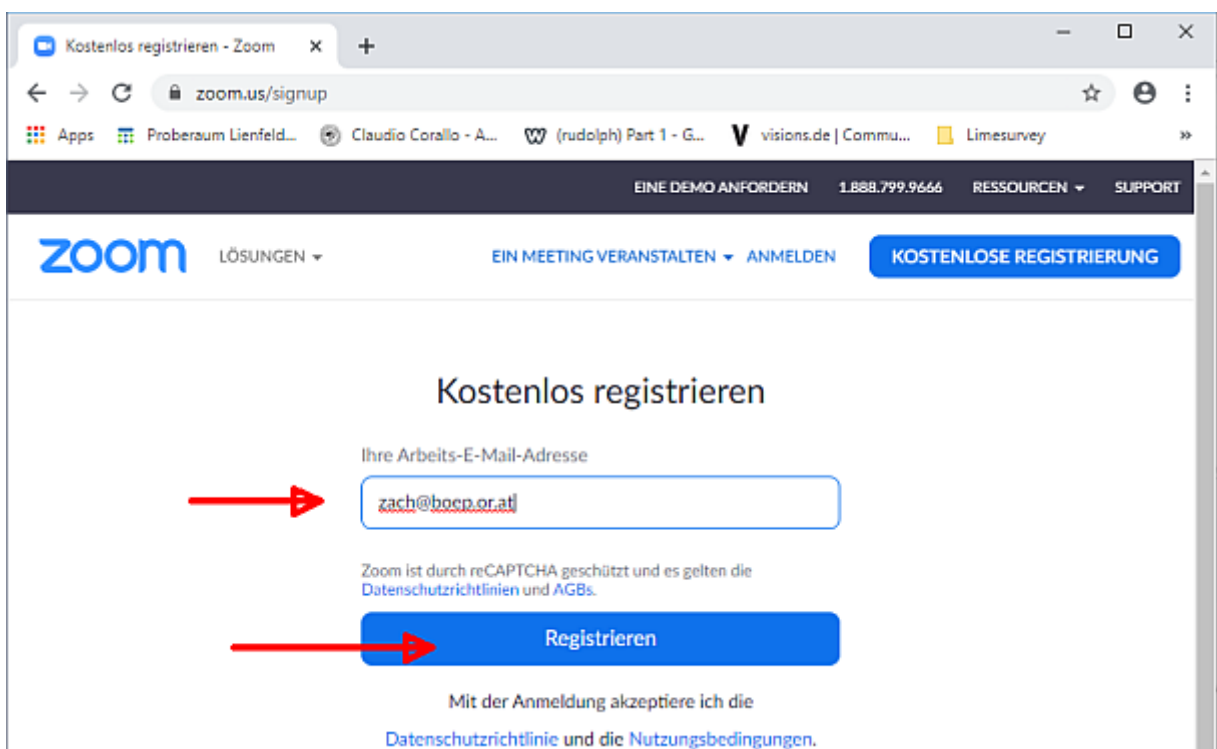 Kostenlos registrieren - Zoom
zoom.us/signup
Apps Proberaum Lienfeld... Claudio Corallo - A... (rudolph) Part 1 - G... visions.de | Commu... Limesurvey »
EINE DEMO ANFORDERN 1.888.799.9666 RESSOURCEN SUPPORT
zoom LÖSUNGEN EIN MEETING VERANSTALTEN ANMELDEN KOSTENLOSE REGISTRIERUNG
Kostenlos registrieren
Ihre Arbeits-E-Mail-Adresse
zach@boep.or.at
Zoom ist durch reCAPTCHA geschützt und es gelten die
Datenschutzrichtlinien und AGBs.
Registrieren
Mit der Anmeldung akzeptiere ich die
Datenschutzrichtlinie und die Nutzungsbedingungen.